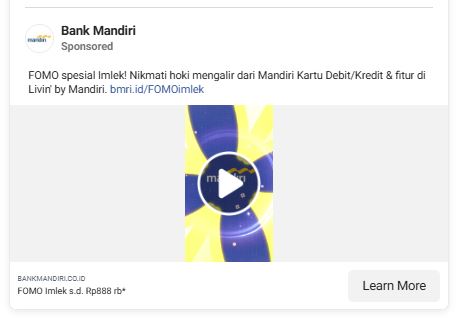 mandiri
Bank Mandiri
Sponsored
FOMO spesial Imlek! Nikmati hoki mengalir dari Mandiri Kartu Debit/Kredit & fitur di
Livin' by Mandiri. bmri.id/FOMOimlek
mandiri
BANKMANDIRI.CO.ID
FOMO Imlek s.d. Rp888 rb*
Learn More